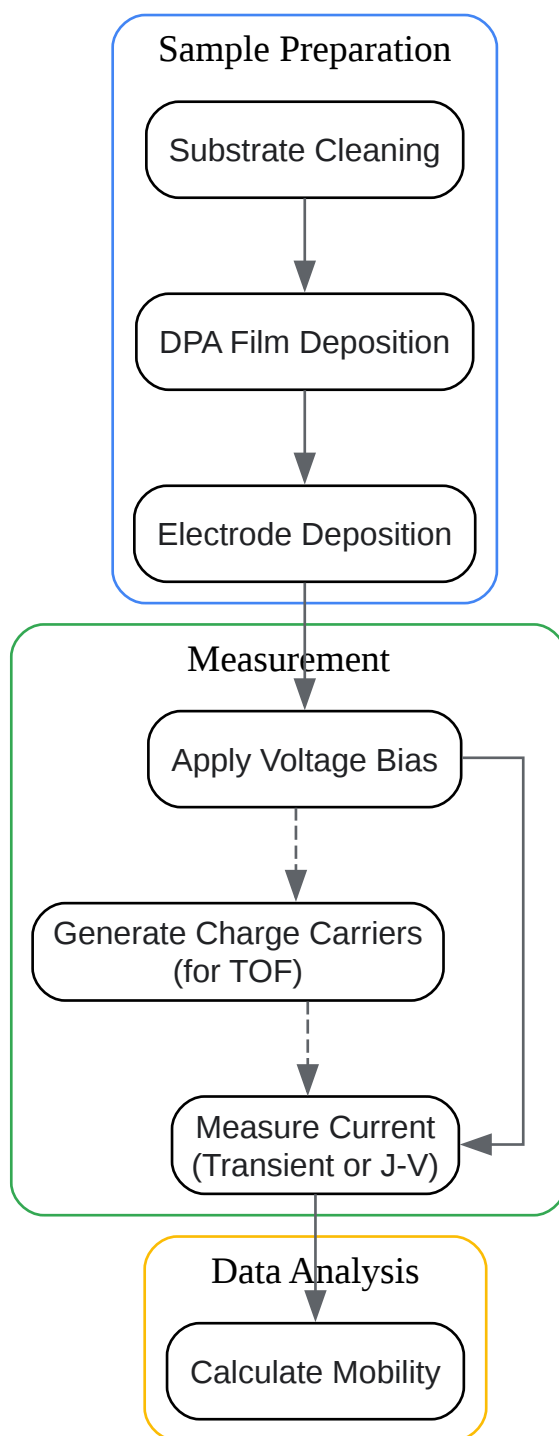 Sample Preparation
Substrate Cleaning
DPA Film Deposition
Electrode Deposition
Measurement
Apply Voltage Bias
Generate Charge Carriers
(for TOF)
Measure Current
(Transient or J-V)
Data Analysis
Calculate Mobility